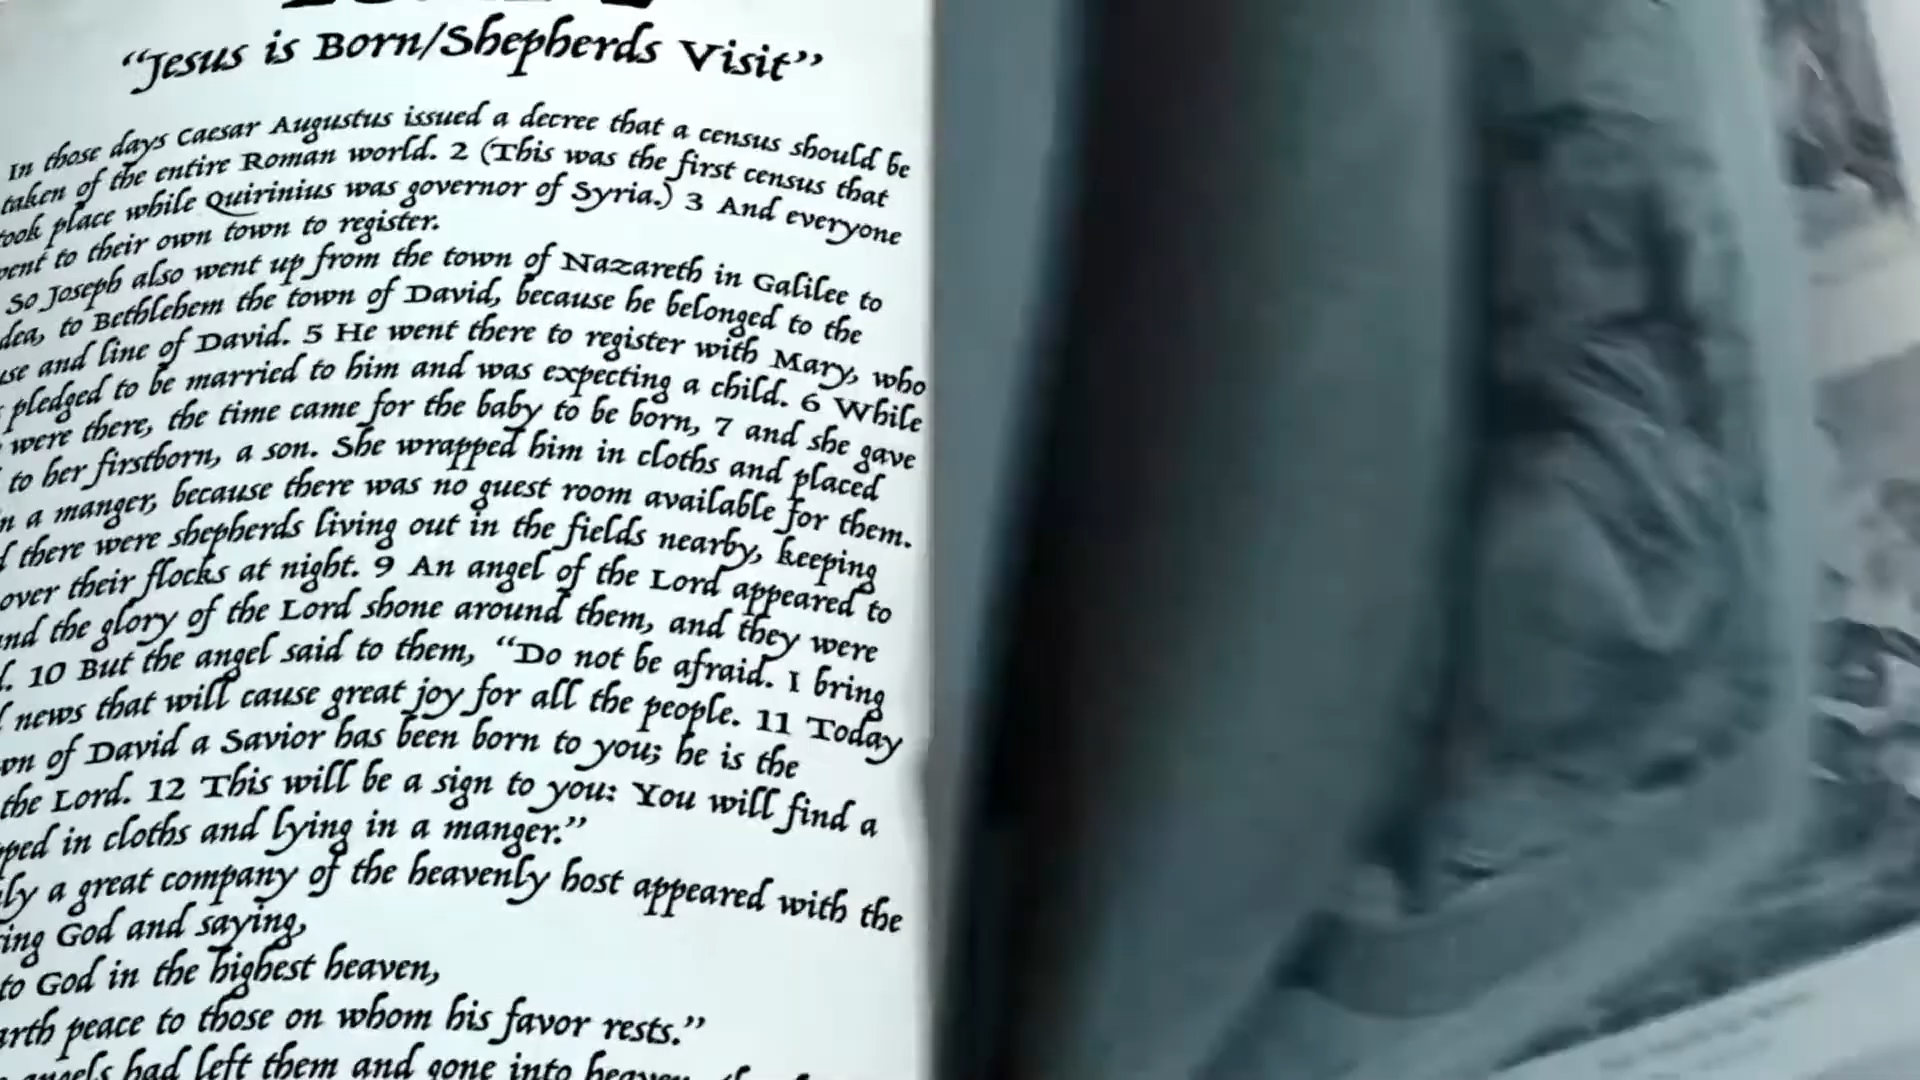 “Jesus is Born/Shepherds Visit”
In those days Caesar Augustus issued a decree that a census should be
taken of the entire Roman world. 2 (This was the first census that
took place while Quirinius was governor of Syria.) 3 And everyone
to their own town to register.
So Joseph also went up from the town of Nazareth in Galilee to
to Bethlehem the town of David, because he belonged to the
and line of David. 5 He went there to register with Mary, who
pledged to be married to him and was expecting a child. 6 While
were there, the time came for the baby to be born, 7 and she gave
to her firstborn, a son. She wrapped him in cloths and placed
a manger, because there was no guest room available for them.
there were shepherds living out in the fields nearby, keeping
over their flocks at night. 9 An angel of the Lord appeared to
and the glory of the Lord shone around them, and they were
10 But the angel said to them, “Do not be afraid. I bring
news that will cause great joy for all the people. 11 Today
of David a Savior has been born to you; he is the
the Lord. 12 This will be a sign to you: You will find a
in cloths and lying in a manger.”
a great company of the heavenly host appeared with the
God and saying,
to God in the highest heaven,
peace to those on whom his favor rests.”
angels had left them and gone into